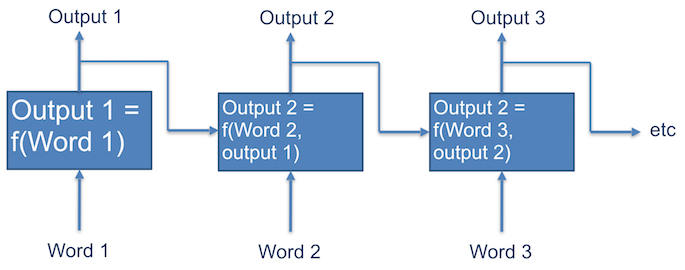 Output 1
Output 2
Output 3
Output 1 =
f(Word 1)
Output 2 =
f(Word 2,
output 1)
Output 2 =
f(Word 3,
output 2)
etc
Word 1
Word 2
Word 3